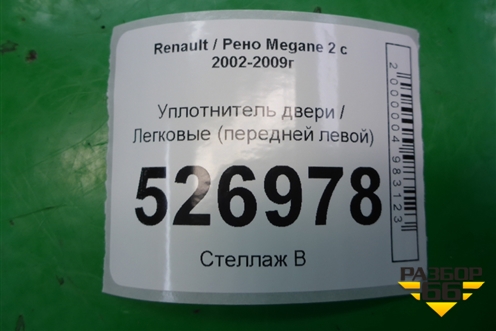 Renault / Рено Megane 2 с
2002-2009г
Уплотнитель двери /
Легковые (передней левой)
526978
Стеллаж В
2000004983123
РАЗБОР
66